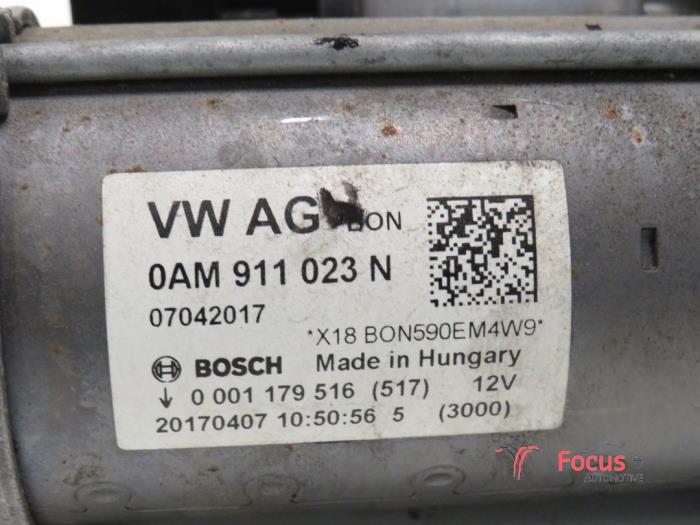 VW AG BON
0AM 911 023 N
07042017
*X18 BON590EM4W9*
BOSCH Made in Hungary
↓ 0 001 179 516 (517) 12V
20170407 10:50:56 5 (3000)
Focus
AUTOMOTIVE